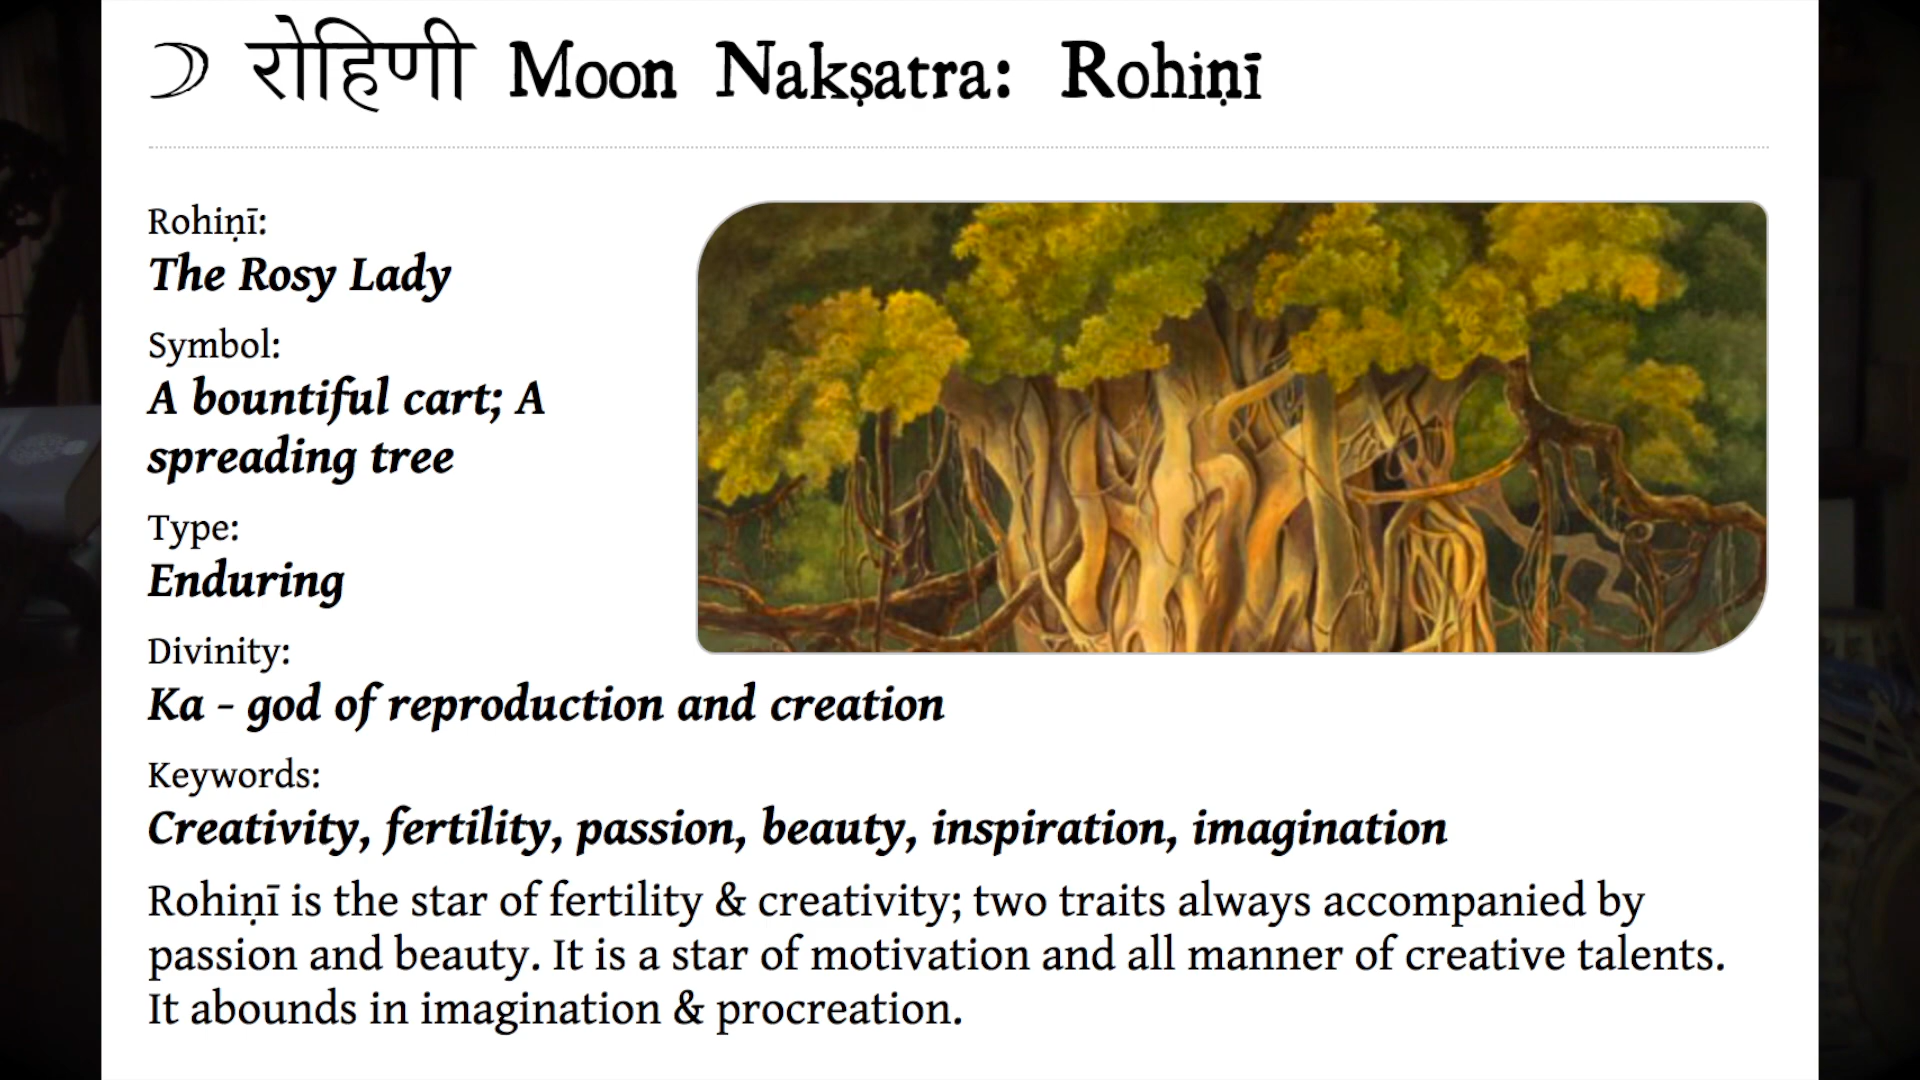 रोहिणी Moon Nakṣatra: Rohiṇī
Rohiṇī:
The Rosy Lady
Symbol:
A bountiful cart; A
spreading tree
Type:
Enduring
Divinity:
Ka - god of reproduction and creation
Keywords:
Creativity, fertility, passion, beauty, inspiration, imagination
Rohiṇī is the star of fertility & creativity; two traits always accompanied by
passion and beauty. It is a star of motivation and all manner of creative talents.
It abounds in imagination & procreation.